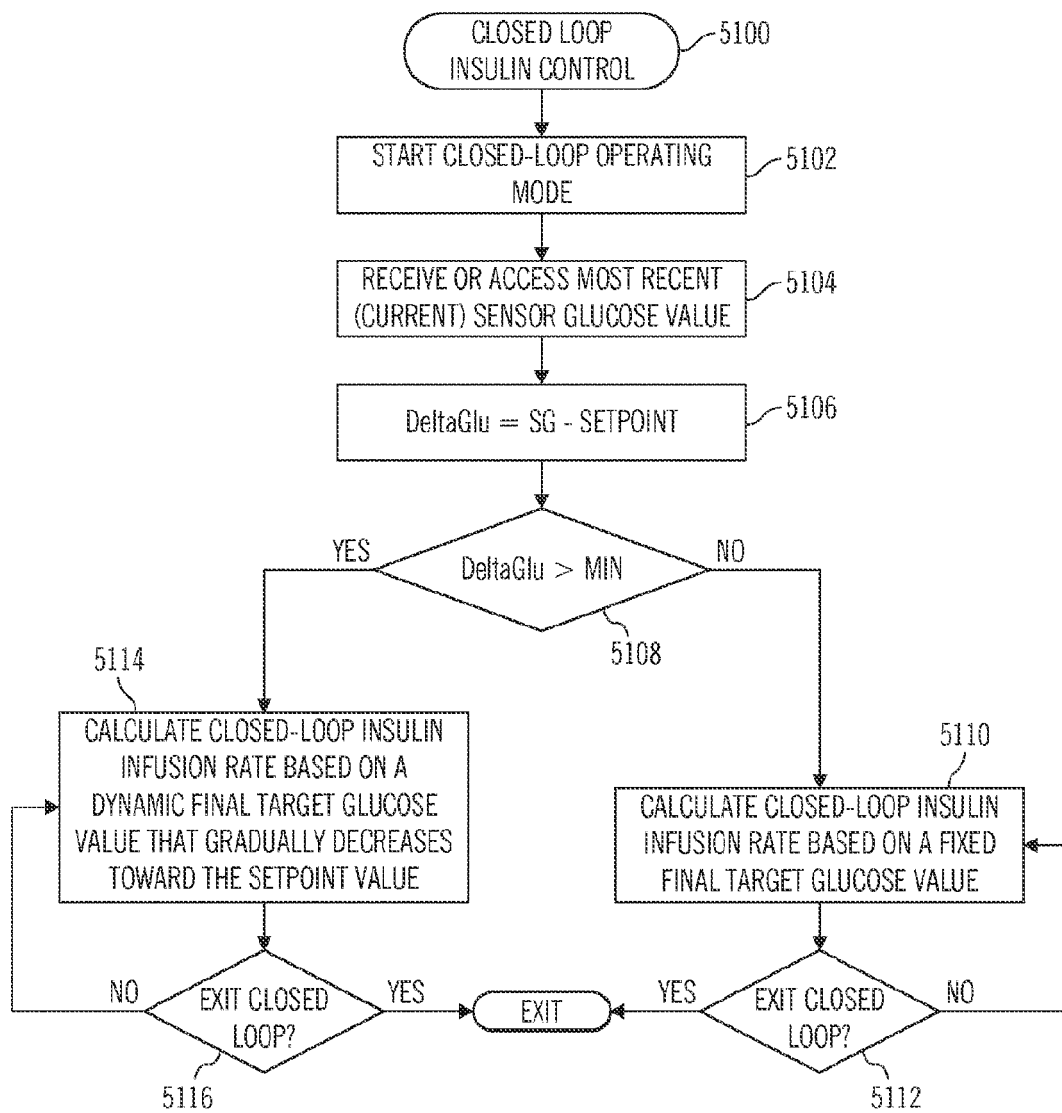 CLOSED LOOP
INSULIN CONTROL
5100
START CLOSED-LOOP OPERATING
MODE
5102
RECEIVE OR ACCESS MOST RECENT
(CURRENT) SENSOR GLUCOSE VALUE
5104
DeltaGlu = SG - SETPOINT
5106
YES
DeltaGlu > MIN
NO
5108
5114
CALCULATE CLOSED-LOOP INSULIN
INFUSION RATE BASED ON A
DYNAMIC FINAL TARGET GLUCOSE
VALUE THAT GRADUALLY DECREASES
TOWARD THE SETPOINT VALUE
5110
CALCULATE CLOSED-LOOP INSULIN
INFUSION RATE BASED ON A FIXED
FINAL TARGET GLUCOSE VALUE
NO
EXIT CLOSED
LOOP?
YES
5116
EXIT
YES
EXIT CLOSED
LOOP?
NO
5112